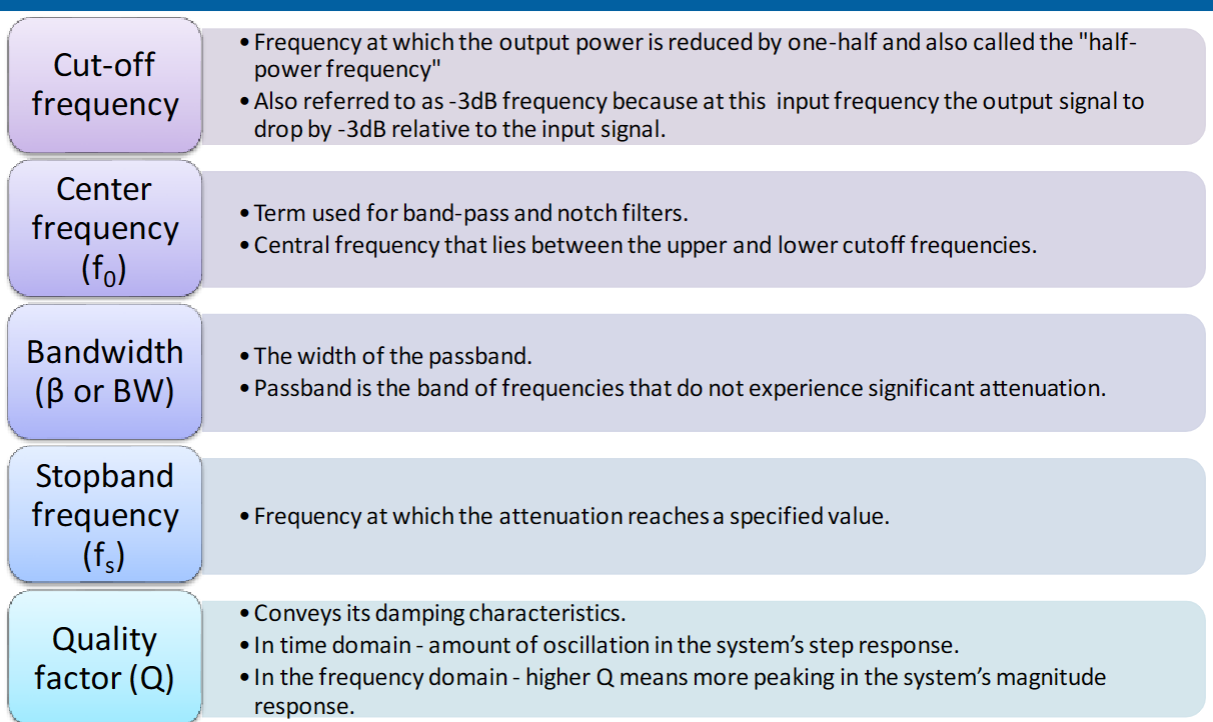 Cut-off
frequency
• Frequency at which the output power is reduced by one-half and also called the "half-
power frequency"
• Also referred to as -3dB frequency because at this input frequency the output signal to
drop by -3dB relative to the input signal.
Center
frequency
(f₀)
• Term used for band-pass and notch filters.
• Central frequency that lies between the upper and lower cutoff frequencies.
Bandwidth
(β or BW)
• The width of the passband.
• Passband is the band of frequencies that do not experience significant attenuation.
Stopband
frequency
(fₛ)
• Frequency at which the attenuation reaches a specified value.
Quality
factor (Q)
• Conveys its damping characteristics.
• In time domain - amount of oscillation in the system’s step response.
• In the frequency domain - higher Q means more peaking in the system’s magnitude
response.